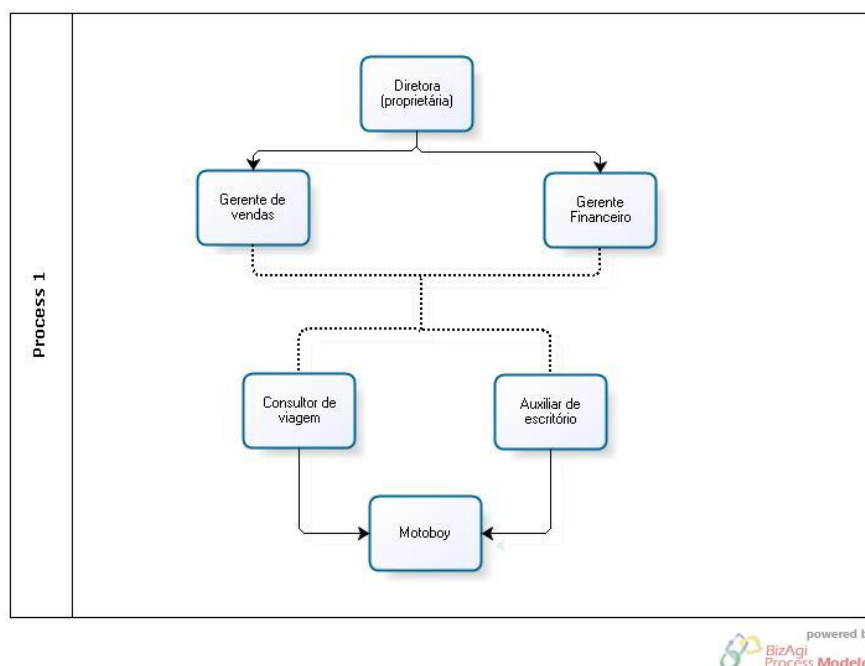 Process 1
Diretora
(proprietária)
Gerente de
vendas
Gerente
Financeiro
Consultor de
viagem
Auxiliar de
escritório
Motoboy
powered
BizAgi
Process